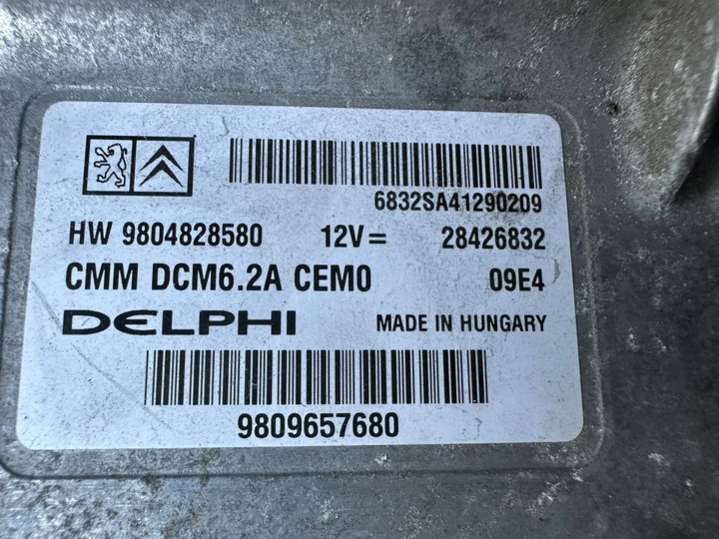 6832SA41290209
HW 9804828580 12V= 28426832
CMM DCM6.2A CEM0 09E4
DELPHI MADE IN HUNGARY
9809657680